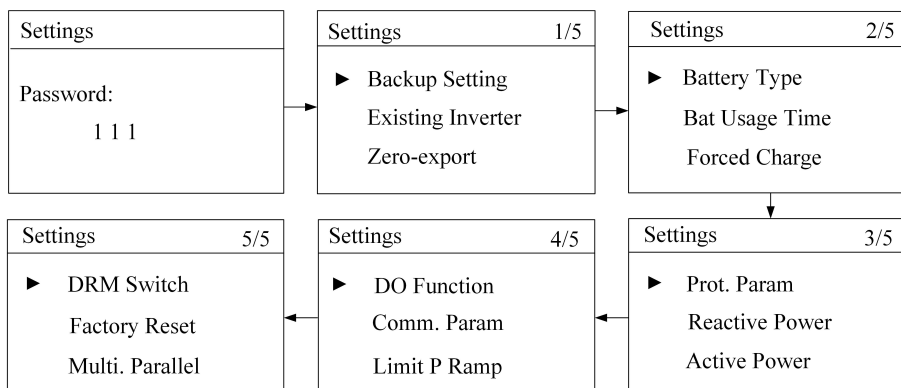 Settings
Password:
1 1 1
Settings 1/5
► Backup Setting
Existing Inverter
Zero-export
Settings 2/5
► Battery Type
Bat Usage Time
Forced Charge
Settings 3/5
► Prot. Param
Reactive Power
Active Power
Settings 4/5
► DO Function
Comm. Param
Limit P Ramp
Settings 5/5
► DRM Switch
Factory Reset
Multi. Parallel